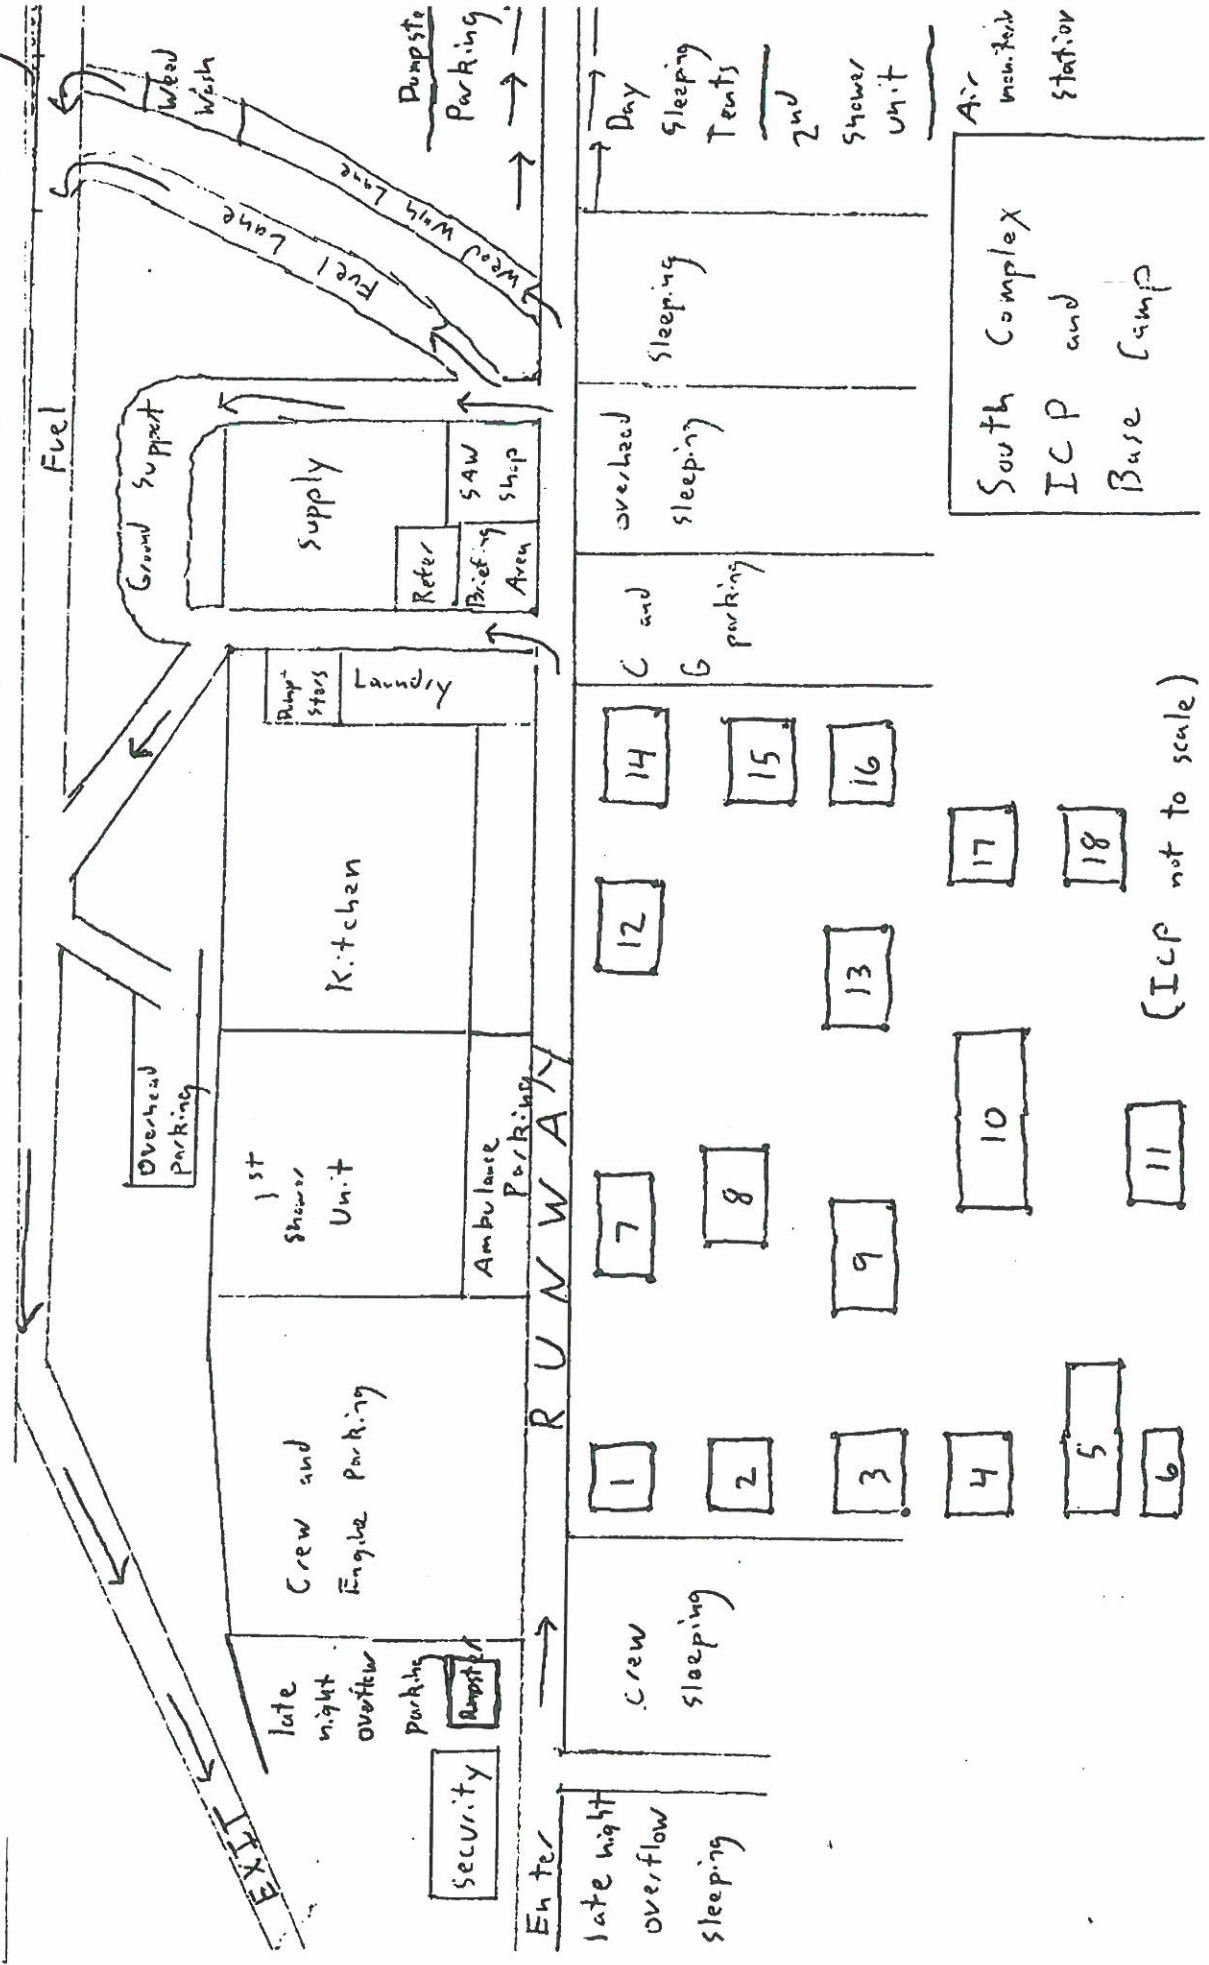 Fuel
Weed
Wash
Weed Wash Lane
Fuel Lane
Dumpste
Parking
Ground Support
Supply
SAW
Shop
Refer
Briefing
Area
Dump-
sters
Laundry
Kitchen
Overhead
parking
1st
Shower
Unit
Ambulance
Parking
Crew and
Engine Parking
late
night
overflow
parking
Security
EXIT
Enter
RUNWAY
late night
overflow
sleeping
Crew
sleeping
1
2
3
4
5
6
7
8
9
10
11
12
13
14
15
16
17
18
C and
G
parking
overhead
sleeping
Sleeping
Day
Sleeping
Tents
2nd
Shower
unit
Air
station
South Complex
ICP and
Base Camp
(ICP not to scale)